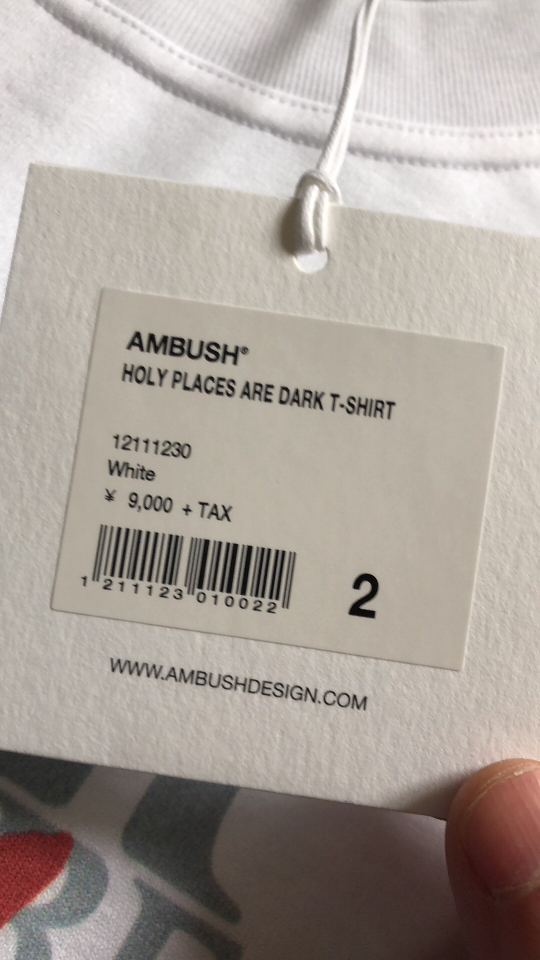 AMBUSH®
HOLY PLACES ARE DARK T-SHIRT
12111230
White
¥ 9,000 + TAX
1 211123 010022
2
WWW.AMBUSHDESIGN.COM